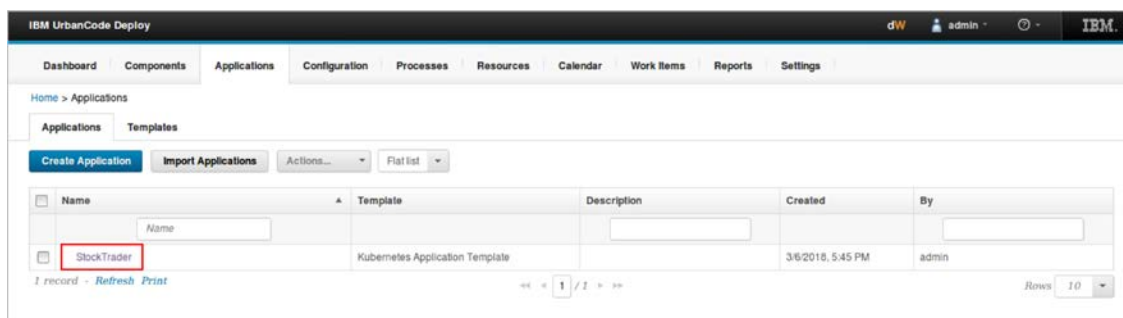 IBM UrbanCode Deploy dW admin IBM.
Dashboard Components Applications Configuration Processes Resources Calendar Work Items Reports Settings
Home > Applications
Applications Templates
Create Application Import Applications Actions... Flat list
Name Template Description Created By
Name
StockTrader Kubernetes Application Template 3/6/2018, 5:45 PM admin
1 record - Refresh Print 1 / 1 Rows 10